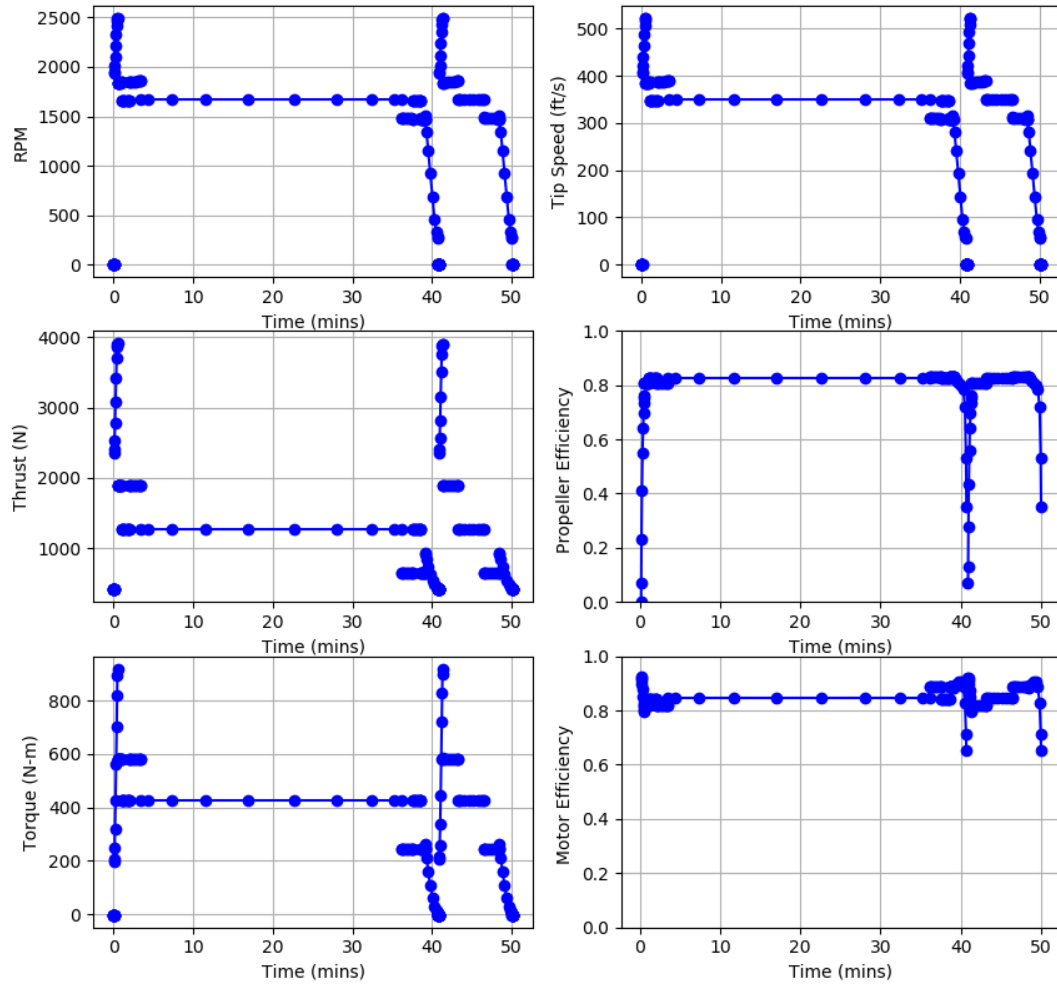 2500
2000
1500
1000
500
0
RPM
0 10 20 30 40 50
Time (mins)
500
400
300
200
100
0
Tip Speed (ft/s)
0 10 20 30 40 50
Time (mins)
4000
3000
2000
1000
Thrust (N)
0 10 20 30 40 50
Time (mins)
1.0
0.8
0.6
0.4
0.2
0.0
Propeller Efficiency
0 10 20 30 40 50
Time (mins)
800
600
400
200
0
Torque (N-m)
0 10 20 30 40 50
Time (mins)
1.0
0.8
0.6
0.4
0.2
0.0
Motor Efficiency
0 10 20 30 40 50
Time (mins)